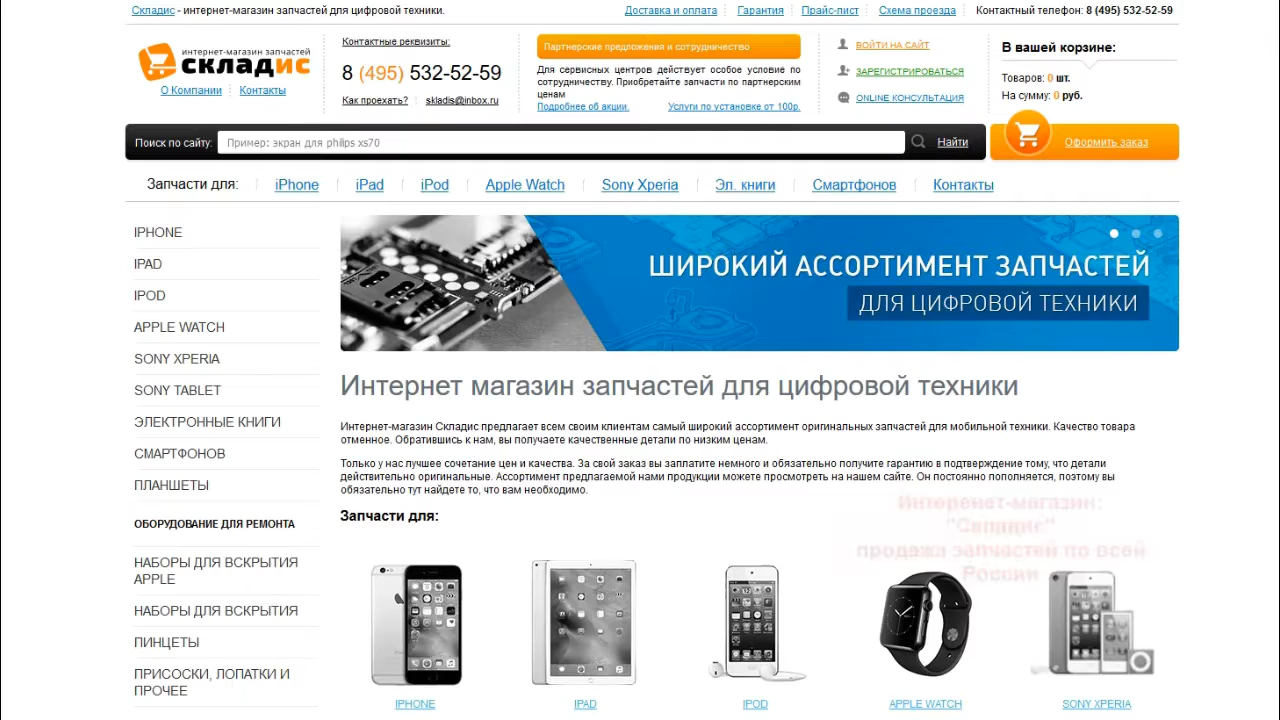 Складис - интернет-магазин запчастей для цифровой техники.
Доставка и оплата
Гарантия
Прайс-лист
Схема проезда
Контактный телефон: 8 (495) 532-52-59
интернет-магазин запчастей
складис
О Компании
Контакты
Контактные реквизиты:
8 (495) 532-52-59
Как проехать?
skladis@inbox.ru
Партнерские предложения и сотрудничество
Для сервисных центров действует особое условие по
сотрудничеству. Приобретайте запчасти по партнерским
ценам
Подробнее об акции.
Услуги по установке от 100р.
ВОЙТИ НА САЙТ
ЗАРЕГИСТРИРОВАТЬСЯ
ONLINE КОНСУЛЬТАЦИЯ
В вашей корзине:
Товаров: 0 шт.
На сумму: 0 руб.
Поиск по сайту:
Пример: экран для philips xs70
Найти
Оформить заказ
Запчасти для:
iPhone
iPad
iPod
Apple Watch
Sony Xperia
Эл. книги
Смартфонов
Контакты
IPHONE
IPAD
IPOD
APPLE WATCH
SONY XPERIA
SONY TABLET
ЭЛЕКТРОННЫЕ КНИГИ
СМАРТФОНОВ
ПЛАНШЕТЫ
ОБОРУДОВАНИЕ ДЛЯ РЕМОНТА
НАБОРЫ ДЛЯ ВСКРЫТИЯ
APPLE
НАБОРЫ ДЛЯ ВСКРЫТИЯ
ПИНЦЕТЫ
ПРИСОСКИ, ЛОПАТКИ И
ПРОЧЕЕ
ШИРОКИЙ АССОРТИМЕНТ ЗАПЧАСТЕЙ
ДЛЯ ЦИФРОВОЙ ТЕХНИКИ
Интернет магазин запчастей для цифровой техники
Интернет-магазин Складис предлагает всем своим клиентам самый широкий ассортимент оригинальных запчастей для мобильной техники. Качество товара
отменное. Обратившись к нам, вы получаете качественные детали по низким ценам.
Только у нас лучшее сочетание цен и качества. За свой заказ вы заплатите немного и обязательно получите гарантию в подтверждение тому, что детали
действительно оригинальные. Ассортимент предлагаемой нами продукции можете просмотреть на нашем сайте. Он постоянно пополняется, поэтому вы
обязательно тут найдете то, что вам необходимо.
Запчасти для:
магазин:
продажа запчастей по всей
России
IPHONE
IPAD
IPOD
APPLE WATCH
SONY XPERIA